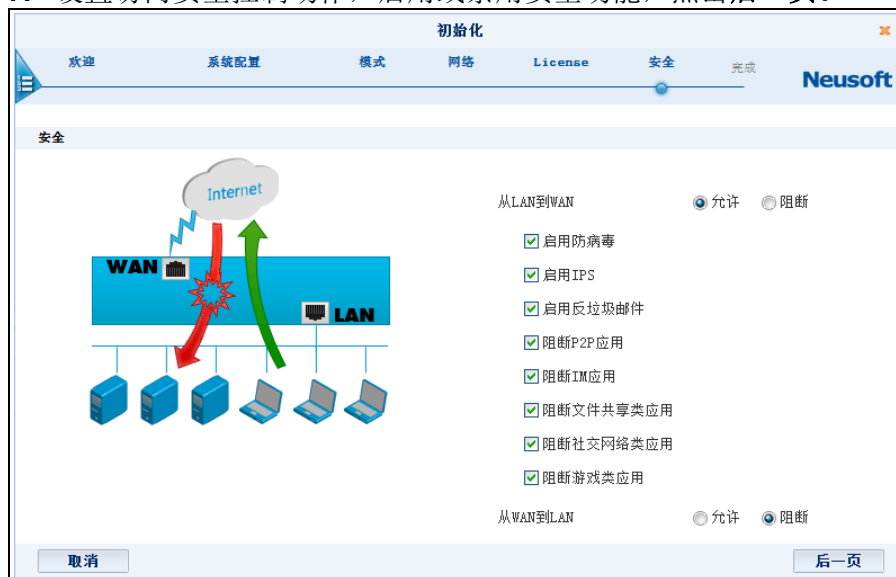 初始化
欢迎 系统配置 模式 网络 License 安全 完成
Neusoft
安全
Internet
WAN
LAN
从LAN到WAN 允许 阻断
启用防病毒
启用IPS
启用反垃圾邮件
阻断P2P应用
阻断IM应用
阻断文件共享类应用
阻断社交网络类应用
阻断游戏类应用
从WAN到LAN 允许 阻断
取消 后一页